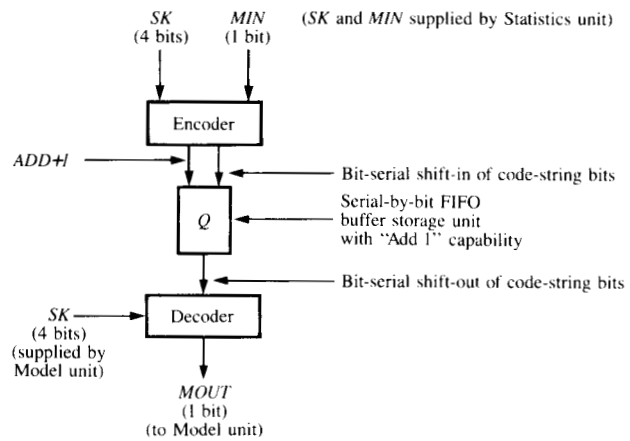 SK MIN (SK and MIN supplied by Statistics unit)
(4 bits) (1 bit)
Encoder
ADD+1
Bit-serial shift-in of code-string bits
Serial-by-bit FIFO
Q buffer storage unit
with "Add 1" capability
Bit-serial shift-out of code-string bits
SK
Decoder
(4 bits)
(supplied by
Model unit)
MOUT
(1 bit)
(to Model unit)